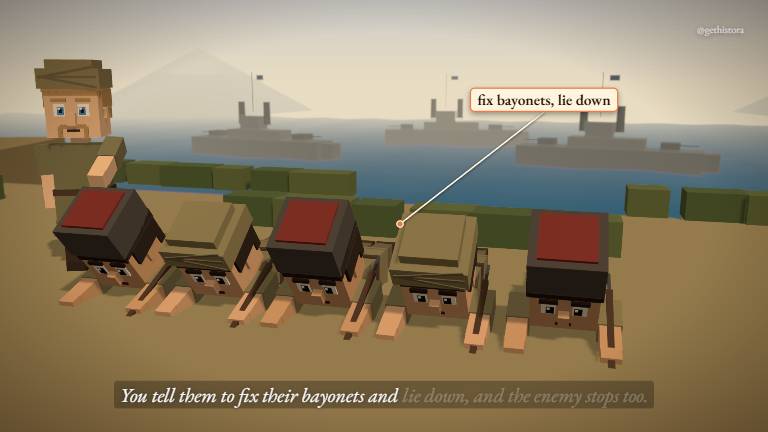 @gethistora
fix bayonets, lie down
You tell them to fix their bayonets and lie down, and the enemy stops too.